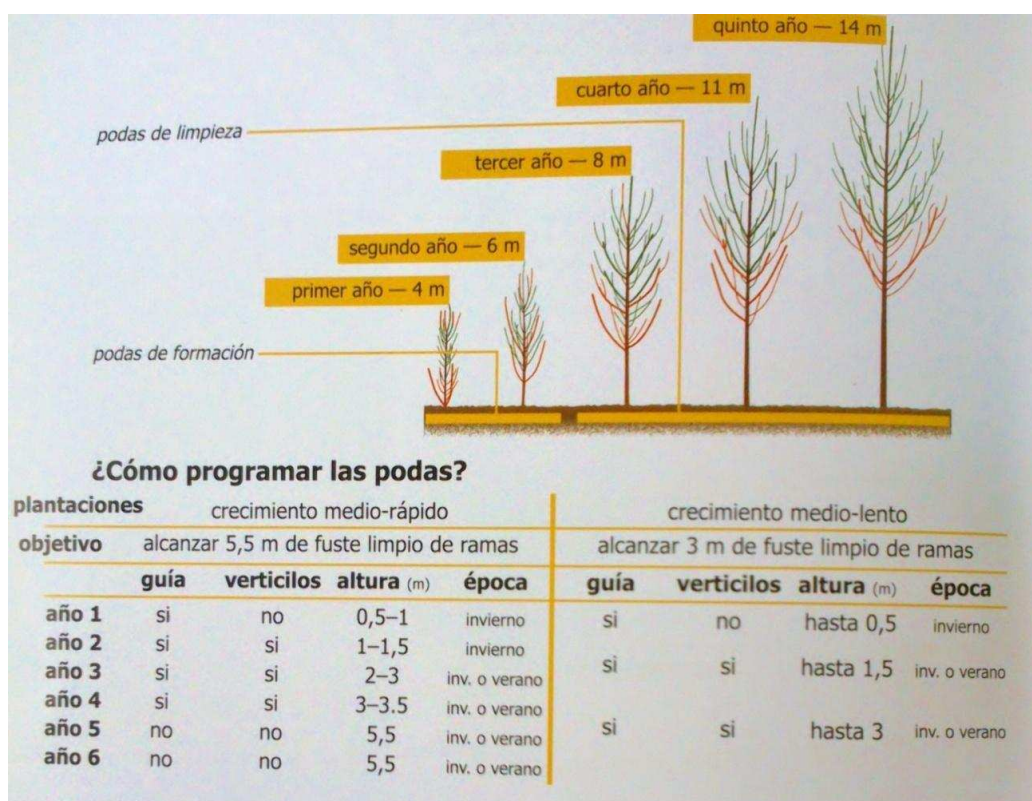 quinto año — 14 m
cuarto año — 11 m
podas de limpieza
tercer año — 8 m
segundo año — 6 m
primer año — 4 m
podas de formación
¿Cómo programar las podas?
plantaciones crecimiento medio-rápido crecimiento medio-lento
objetivo alcanzar 5,5 m de fuste limpio de ramas alcanzar 3 m de fuste limpio de ramas
guía verticilos altura (m) época guía verticilos altura (m) época
año 1 si no 0,5–1 invierno si no hasta 0,5 invierno
año 2 si si 1–1,5 invierno
si si hasta 1,5 inv. o verano
año 3 si si 2–3 inv. o verano
año 4 si si 3–3.5 inv. o verano
año 5 no no 5,5 inv. o verano si si hasta 3 inv. o verano
año 6 no no 5,5 inv. o verano